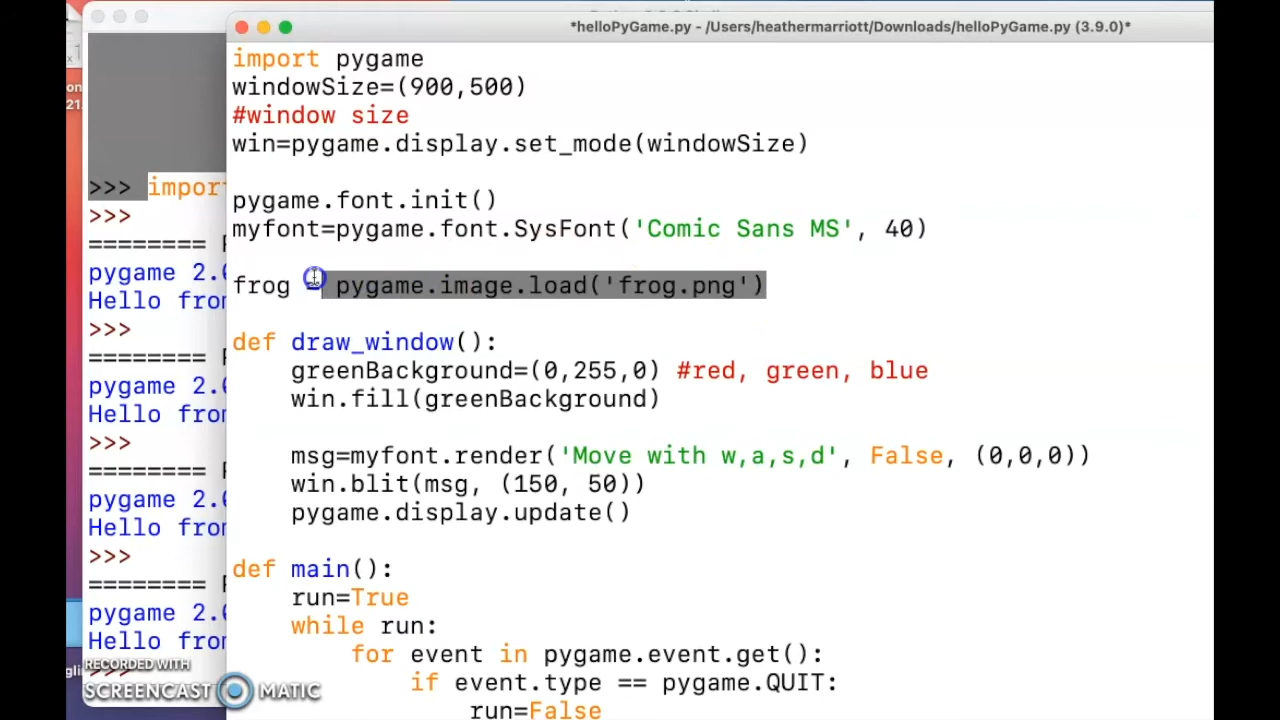 *helloPyGame.py - /Users/heathermarriott/Downloads/helloPyGame.py (3.9.0)*
import pygame
windowSize=(900,500)
#window size
win=pygame.display.set_mode(windowSize)
pygame.font.init()
myfont=pygame.font.SysFont('Comic Sans MS', 40)
frog = pygame.image.load('frog.png')
def draw_window():
greenBackground=(0,255,0) #red, green, blue
win.fill(greenBackground)
msg=myfont.render('Move with w,a,s,d', False, (0,0,0))
win.blit(msg, (150, 50))
pygame.display.update()
def main():
run=True
while run:
for event in pygame.event.get():
if event.type == pygame.QUIT:
run=False
>>> import
>>>
========
pygame 2.
Hello
>>>
========
pygame 2.
Hello
>>>
========
pygame 2.
Hello
>>>
========
pygame 2.
Hello
>>>
RECORDED WITH
SCREENCAST MATIC